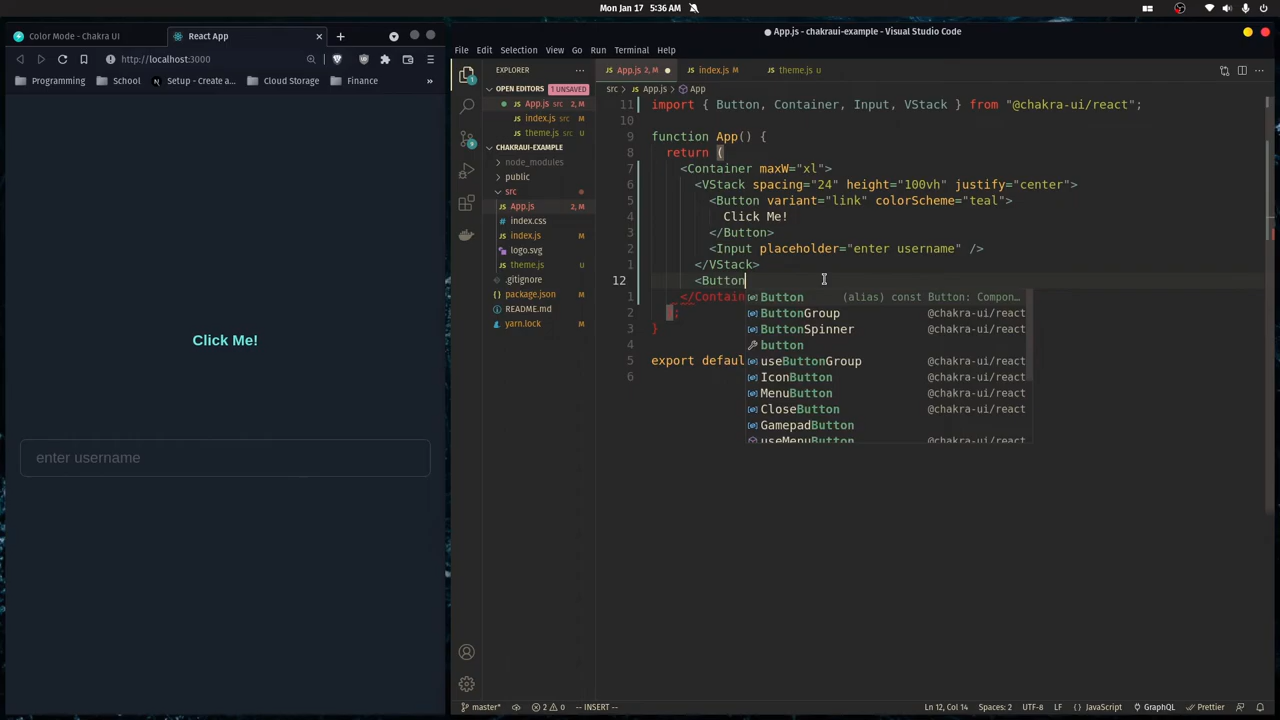 Mon Jan 17 5:36 AM
Color Mode - Chakra UI
React App
http://localhost:3000
Programming
School
Setup - Create a...
Cloud Storage
Finance
»
Click Me!
enter username
App.js - chakraui-example - Visual Studio Code
File Edit Selection View Go Run Terminal Help
EXPLORER
OPEN EDITORS 1 UNSAVED
App.js src 2, M
index.js src M
theme.js src U
CHAKRAUI-EXAMPLE
node_modules
public
src
App.js 2, M
index.css
index.js M
logo.svg
theme.js U
.gitignore
package.json M
README.md
yarn.lock M
App.js 2, M
index.js M
theme.js U
src > App.js > App
11 import { Button, Container, Input, VStack } from "@chakra-ui/react";
10
9 function App() {
8 return (
7 <Container maxW="xl">
6 <VStack spacing="24" height="100vh" justify="center">
5 <Button variant="link" colorScheme="teal">
4 Click Me!
3 </Button>
2 <Input placeholder="enter username" />
1 </VStack>
12 <Button
1 </Contain
2 );
3 }
4
5 export defaul
6
Button (alias) const Button: Compon…
ButtonGroup @chakra-ui/react
ButtonSpinner @chakra-ui/react
button
useButtonGroup @chakra-ui/react
IconButton @chakra-ui/react
MenuButton @chakra-ui/react
CloseButton @chakra-ui/react
GamepadButton
useMenuButton @chakra-ui/react
master* 2 0 -- INSERT --
Ln 12, Col 14 Spaces: 2 UTF-8 LF JavaScript GraphQL Prettier